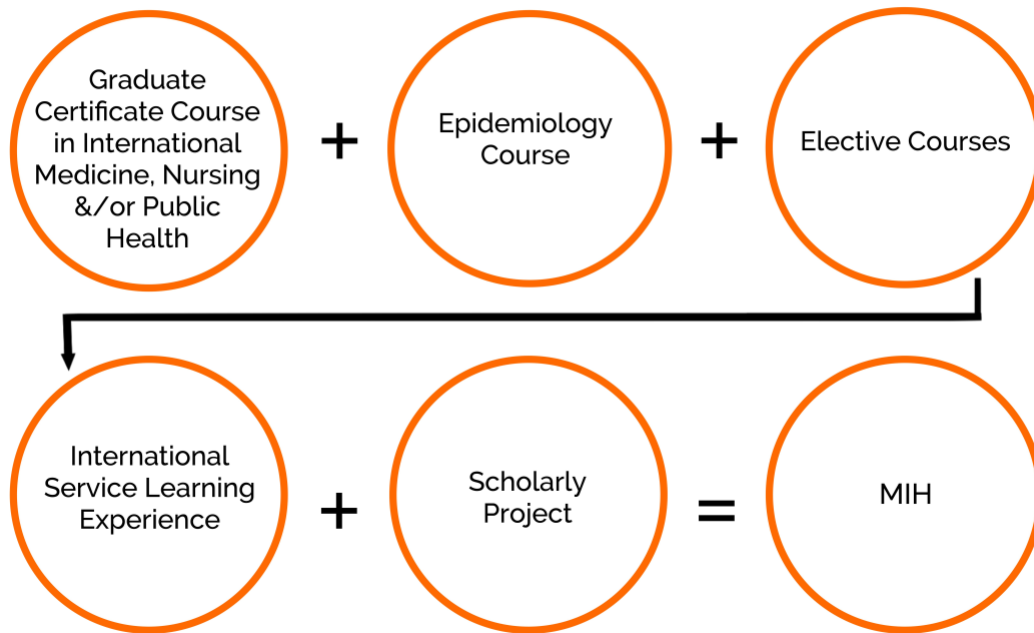 Graduate
Certificate Course
in International
Medicine, Nursing
&/or Public
Health
+
Epidemiology
Course
+
Elective Courses
International
Service Learning
Experience
+
Scholarly
Project
=
MIH